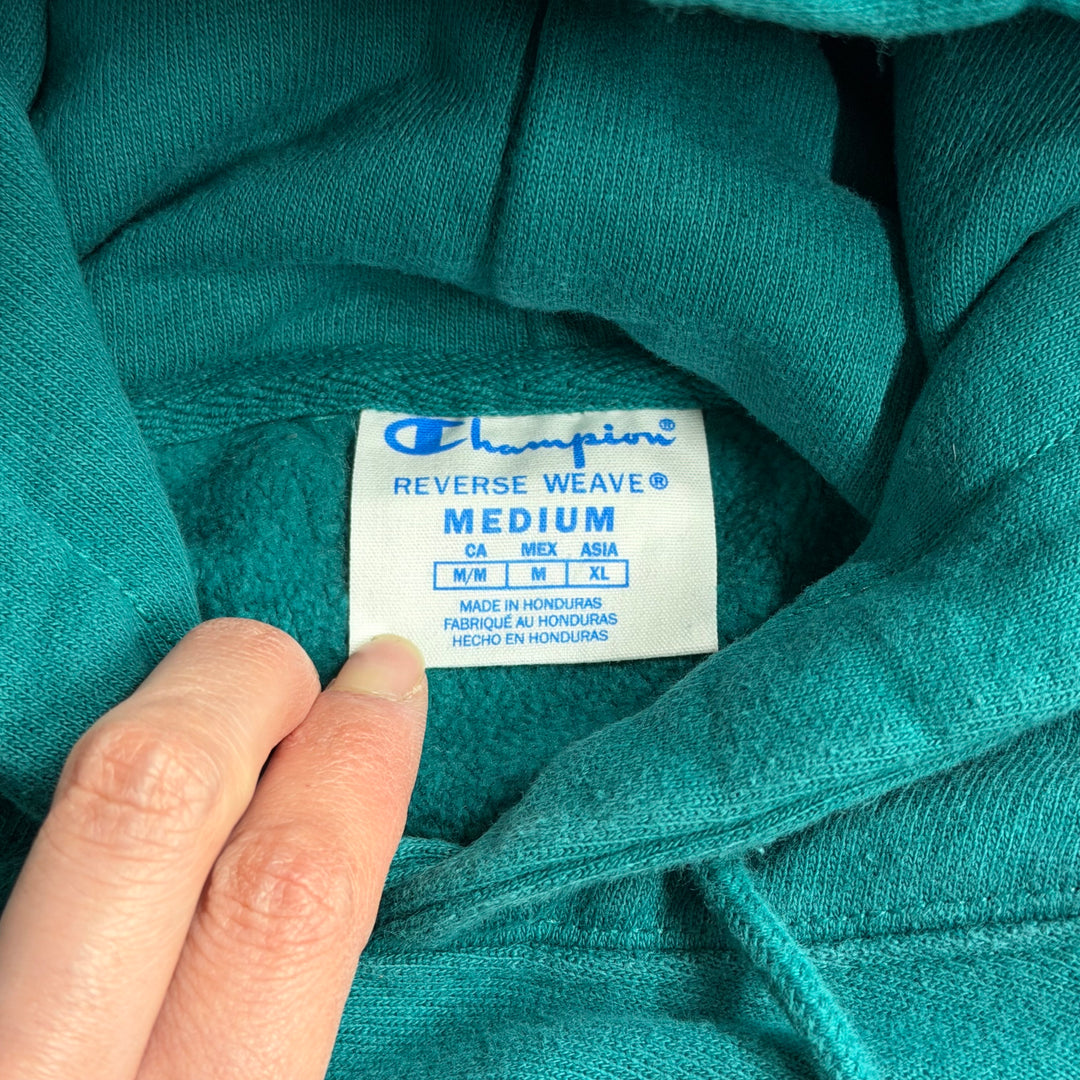 Champion®
REVERSE WEAVE®
MEDIUM
CA MEX ASIA
M/M M XL
MADE IN HONDURAS
FABRIQUÉ AU HONDURAS
HECHO EN HONDURAS